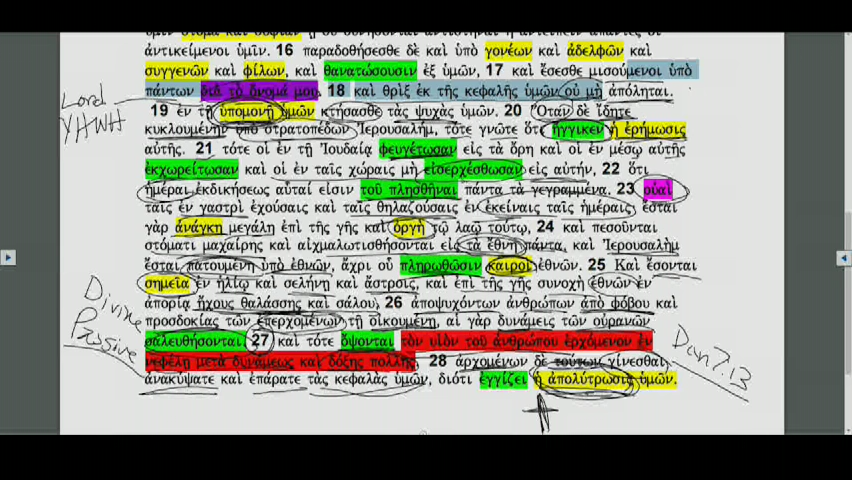 ὑμῖν στόμα καὶ σοφίαν ᾗ οὐ δυνήσονται ἀντιστῆναι ἢ ἀντειπεῖν ἅπαντες οἱ
ἀντικείμενοι ὑμῖν. 16 παραδοθήσεσθε δὲ καὶ ὑπὸ γονέων καὶ ἀδελφῶν καὶ
συγγενῶν καὶ φίλων, καὶ θανατώσουσιν ἐξ ὑμῶν, 17 καὶ ἔσεσθε μισούμενοι ὑπὸ
πάντων διὰ τὸ ὄνομά μου. 18 καὶ θρὶξ ἐκ τῆς κεφαλῆς ὑμῶν οὐ μὴ ἀπόληται.
Lord
YHWH
19 ἐν τῇ ὑπομονῇ ὑμῶν κτήσασθε τὰς ψυχὰς ὑμῶν. 20 Ὅταν δὲ ἴδητε
κυκλουμένην ὑπὸ στρατοπέδων Ἰερουσαλήμ, τότε γνῶτε ὅτι ἤγγικεν ἡ ἐρήμωσις
αὐτῆς. 21 τότε οἱ ἐν τῇ Ἰουδαίᾳ φευγέτωσαν εἰς τὰ ὄρη καὶ οἱ ἐν μέσῳ αὐτῆς
ἐκχωρείτωσαν καὶ οἱ ἐν ταῖς χώραις μὴ εἰσερχέσθωσαν εἰς αὐτήν, 22 ὅτι
ἡμέραι ἐκδικήσεως αὗταί εἰσιν τοῦ πλησθῆναι πάντα τὰ γεγραμμένα. 23 οὐαὶ
ταῖς ἐν γαστρὶ ἐχούσαις καὶ ταῖς θηλαζούσαις ἐν ἐκείναις ταῖς ἡμέραις, ἔσται
γὰρ ἀνάγκη μεγάλη ἐπὶ τῆς γῆς καὶ ὀργὴ τῷ λαῷ τούτῳ, 24 καὶ πεσοῦνται
στόματι μαχαίρης καὶ αἰχμαλωτισθήσονται εἰς τὰ ἔθνη πάντα, καὶ Ἰερουσαλὴμ
ἔσται πατουμένη ὑπὸ ἐθνῶν, ἄχρι οὗ πληρωθῶσιν καιροὶ ἐθνῶν. 25 Καὶ ἔσονται
σημεῖα ἐν ἡλίῳ καὶ σελήνῃ καὶ ἄστροις, καὶ ἐπὶ τῆς γῆς συνοχὴ ἐθνῶν ἐν
ἀπορίᾳ ἤχους θαλάσσης καὶ σάλου, 26 ἀποψυχόντων ἀνθρώπων ἀπὸ φόβου καὶ
προσδοκίας τῶν ἐπερχομένων τῇ οἰκουμένῃ, αἱ γὰρ δυνάμεις τῶν οὐρανῶν
σαλευθήσονται. 27 καὶ τότε ὄψονται τὸν υἱὸν τοῦ ἀνθρώπου ἐρχόμενον ἐν
νεφέλῃ μετὰ δυνάμεως καὶ δόξης πολλῆς. 28 ἀρχομένων δὲ τούτων γίνεσθαι
ἀνακύψατε καὶ ἐπάρατε τὰς κεφαλὰς ὑμῶν, διότι ἐγγίζει ἡ ἀπολύτρωσις ὑμῶν.
Divine
Passive
Dan 7.13